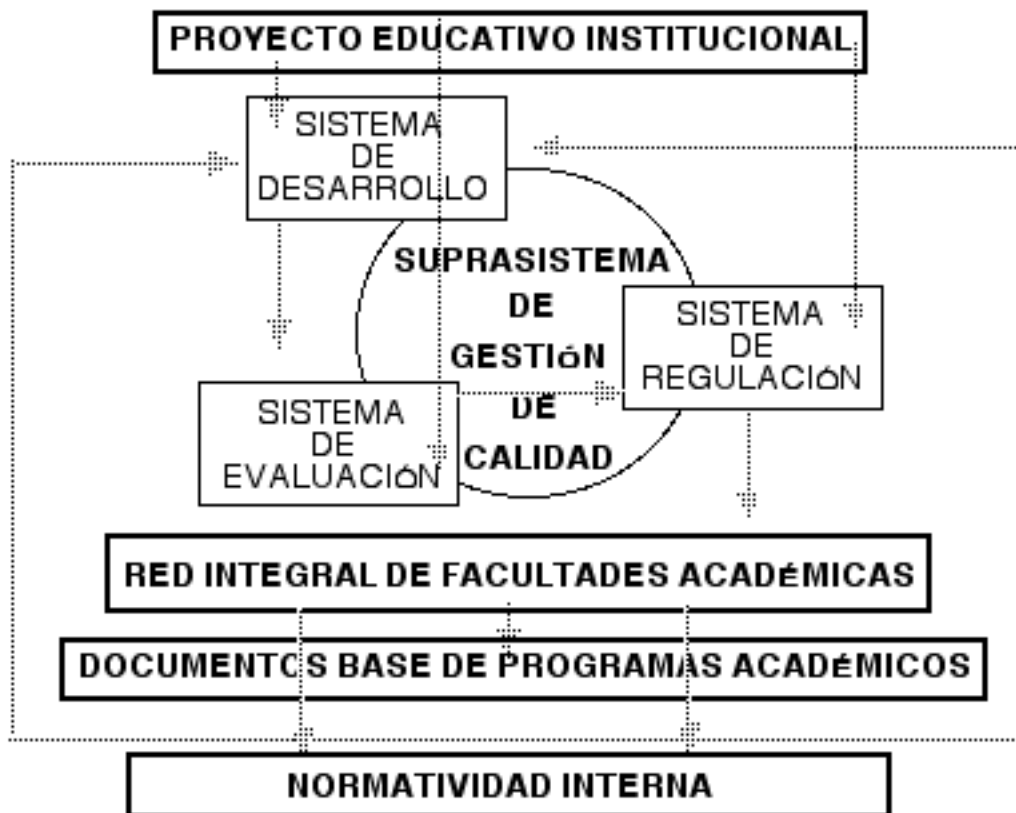 PROYECTO EDUCATIVO INSTITUCIONAL
SISTEMA
DE
DESARROLLO
SUPRASISTEMA
DE
GESTIóN
DE
CALIDAD
SISTEMA
DE
REGULACIóN
SISTEMA
DE
EVALUACIóN
RED INTEGRAL DE FACULTADES ACADÉMICAS
DOCUMENTOS BASE DE PROGRAMAS ACADÉMICOS
NORMATIVIDAD INTERNA